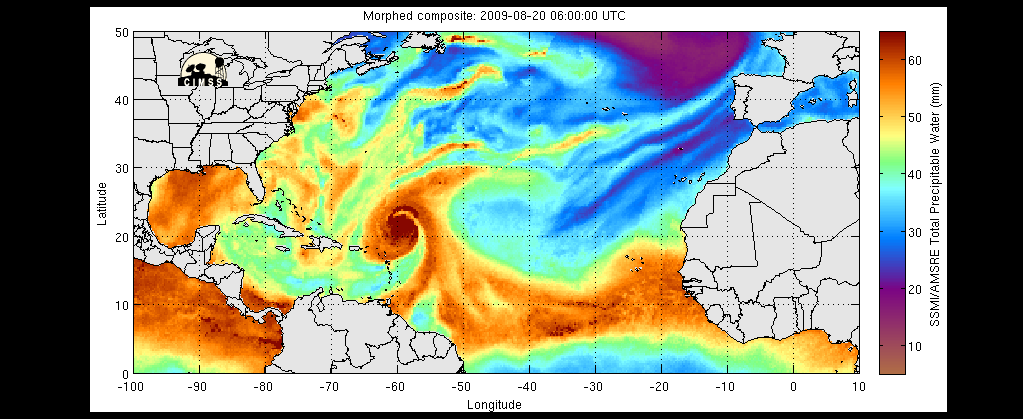 Morphed composite: 2009-08-20 06:00:00 UTC
CIMSS
50
40
30
20
10
0
Latitude
-100 -90 -80 -70 -60 -50 -40 -30 -20 -10 0 10
Longitude
60
50
40
30
20
10
SSMI/AMSRE Total Precipitable Water (mm)